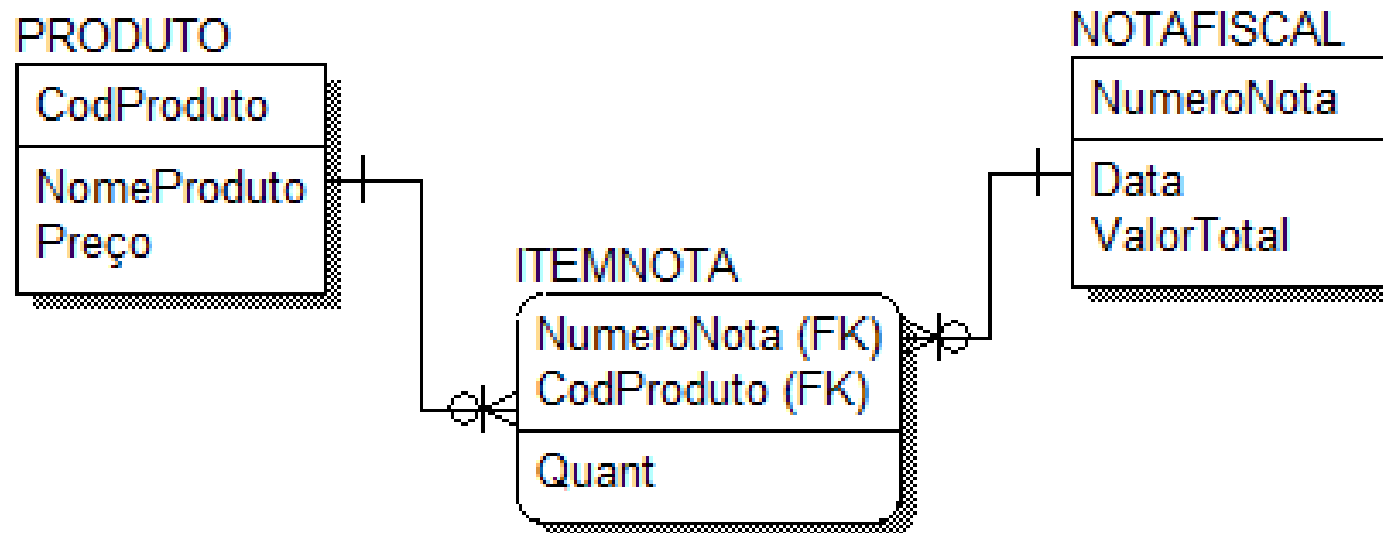 PRODUTO
CodProduto
NomeProduto
Preço
NOTAFISCAL
NumeroNota
Data
ValorTotal
ITEMNOTA
NumeroNota (FK)
CodProduto (FK)
Quant